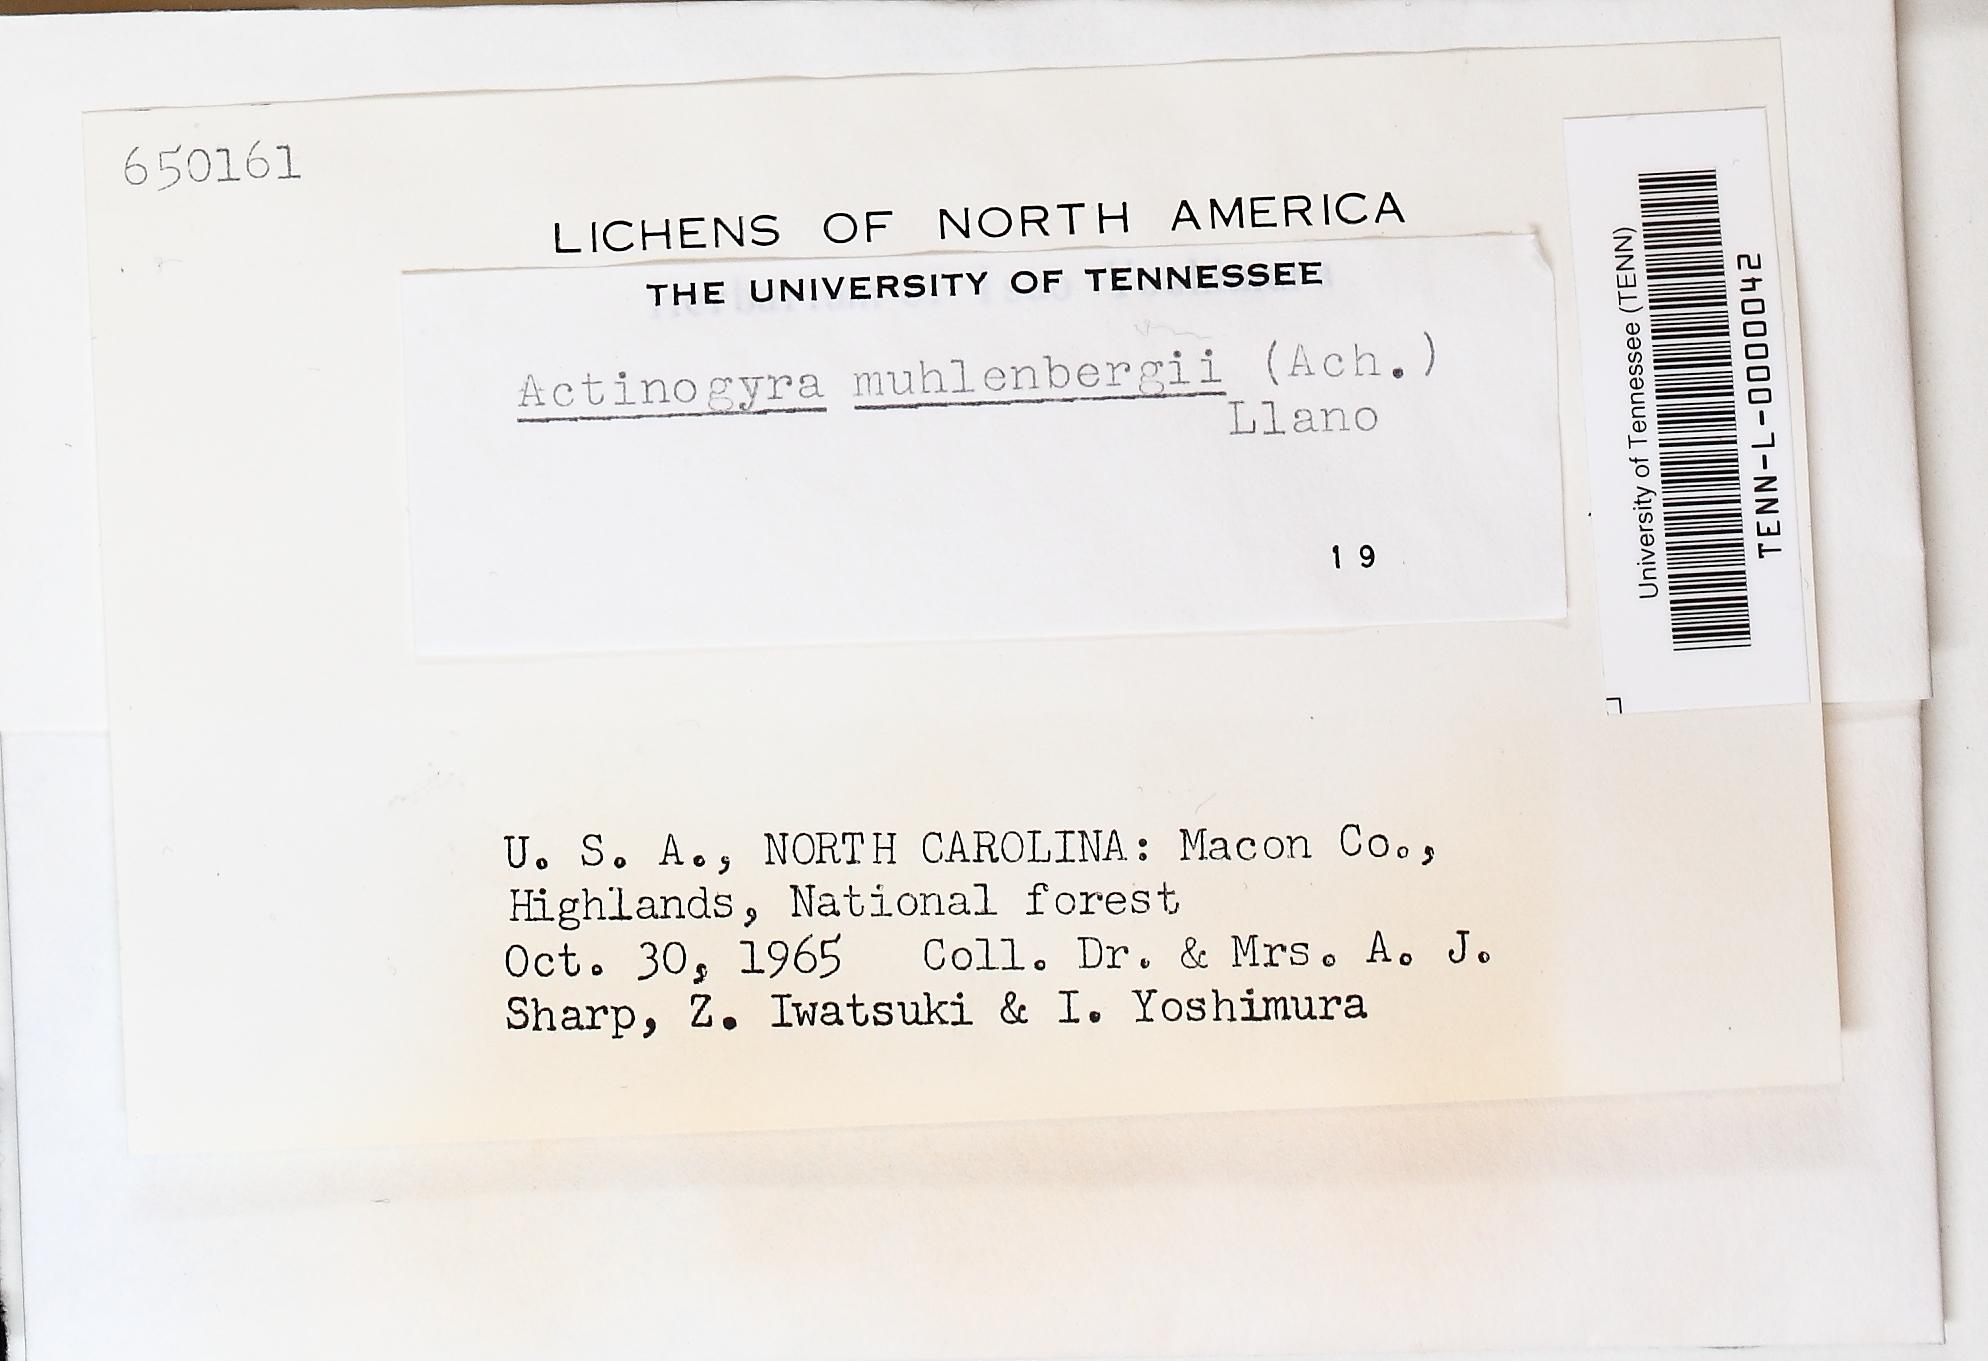 650161
LICHENS OF NORTH AMERICA
THE UNIVERSITY OF TENNESSEE
Actinogyra muhlenbergii (Ach.)
Llano
19
U. S. A., NORTH CAROLINA: Macon Co.,
Highlands, National forest
Oct. 30, 1965 Coll. Dr. & Mrs. A. J.
Sharp, Z. Iwatsuki & I. Yoshimura
University of Tennessee (TENN)
TENN-L-0000042